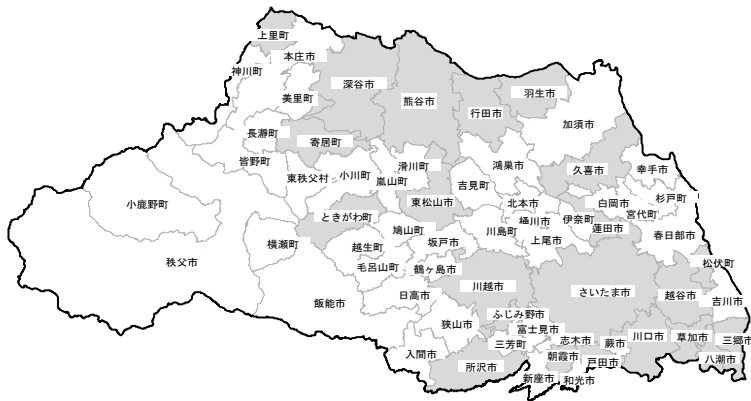 上里町
本庄市
神川町
美里町
深谷市
熊谷市
行田市
羽生市
加須市
長瀞町
寄居町
皆野町
東秩父村
小川町
嵐山町
滑川町
吉見町
鴻巣市
久喜市
幸手市
小鹿野町
ときがわ町
東松山市
北本市
桶川市
伊奈町
白岡市
宮代町
杉戸町
蓮田市
春日部市
横瀬町
越生町
鳩山町
坂戸市
川島町
上尾市
秩父市
毛呂山町
鶴ヶ島市
松伏町
飯能市
日高市
川越市
さいたま市
越谷市
吉川市
狭山市
ふじみ野市
富士見市
三芳町
志木市
蕨市
川口市
草加市
三郷市
入間市
所沢市
朝霞市
戸田市
八潮市
新座市
和光市